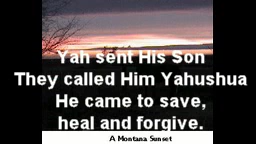 Yah sent His Son
They called Him Yahushua
He came to save,
heal and forgive.
A Montana Sunset